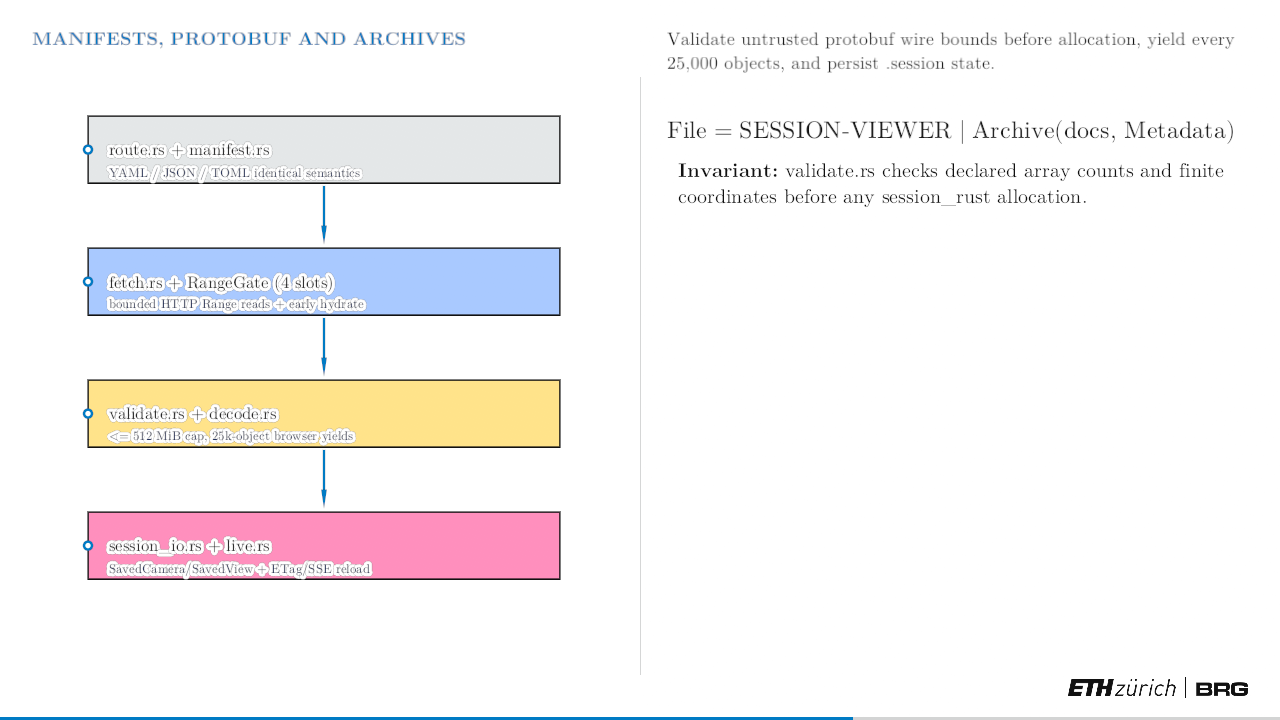 MANIFESTS, PROTOBUF AND ARCHIVES
route.rs + manifest.rs
YAML / JSON / TOML identical semantics
fetch.rs + RangeGate (4 slots)
bounded HTTP Range reads + early hydrate
validate.rs + decode.rs
<= 512 MiB cap, 25k-object browser yields
session_io.rs + live.rs
SavedCamera/SavedView + ETag/SSE reload
Validate untrusted protobuf wire bounds before allocation, yield every
25,000 objects, and persist .session state.
File = SESSION-VIEWER | Archive(docs, Metadata)
Invariant: validate.rs checks declared array counts and finite
coordinates before any session_rust allocation.
ETH zürich | BRG